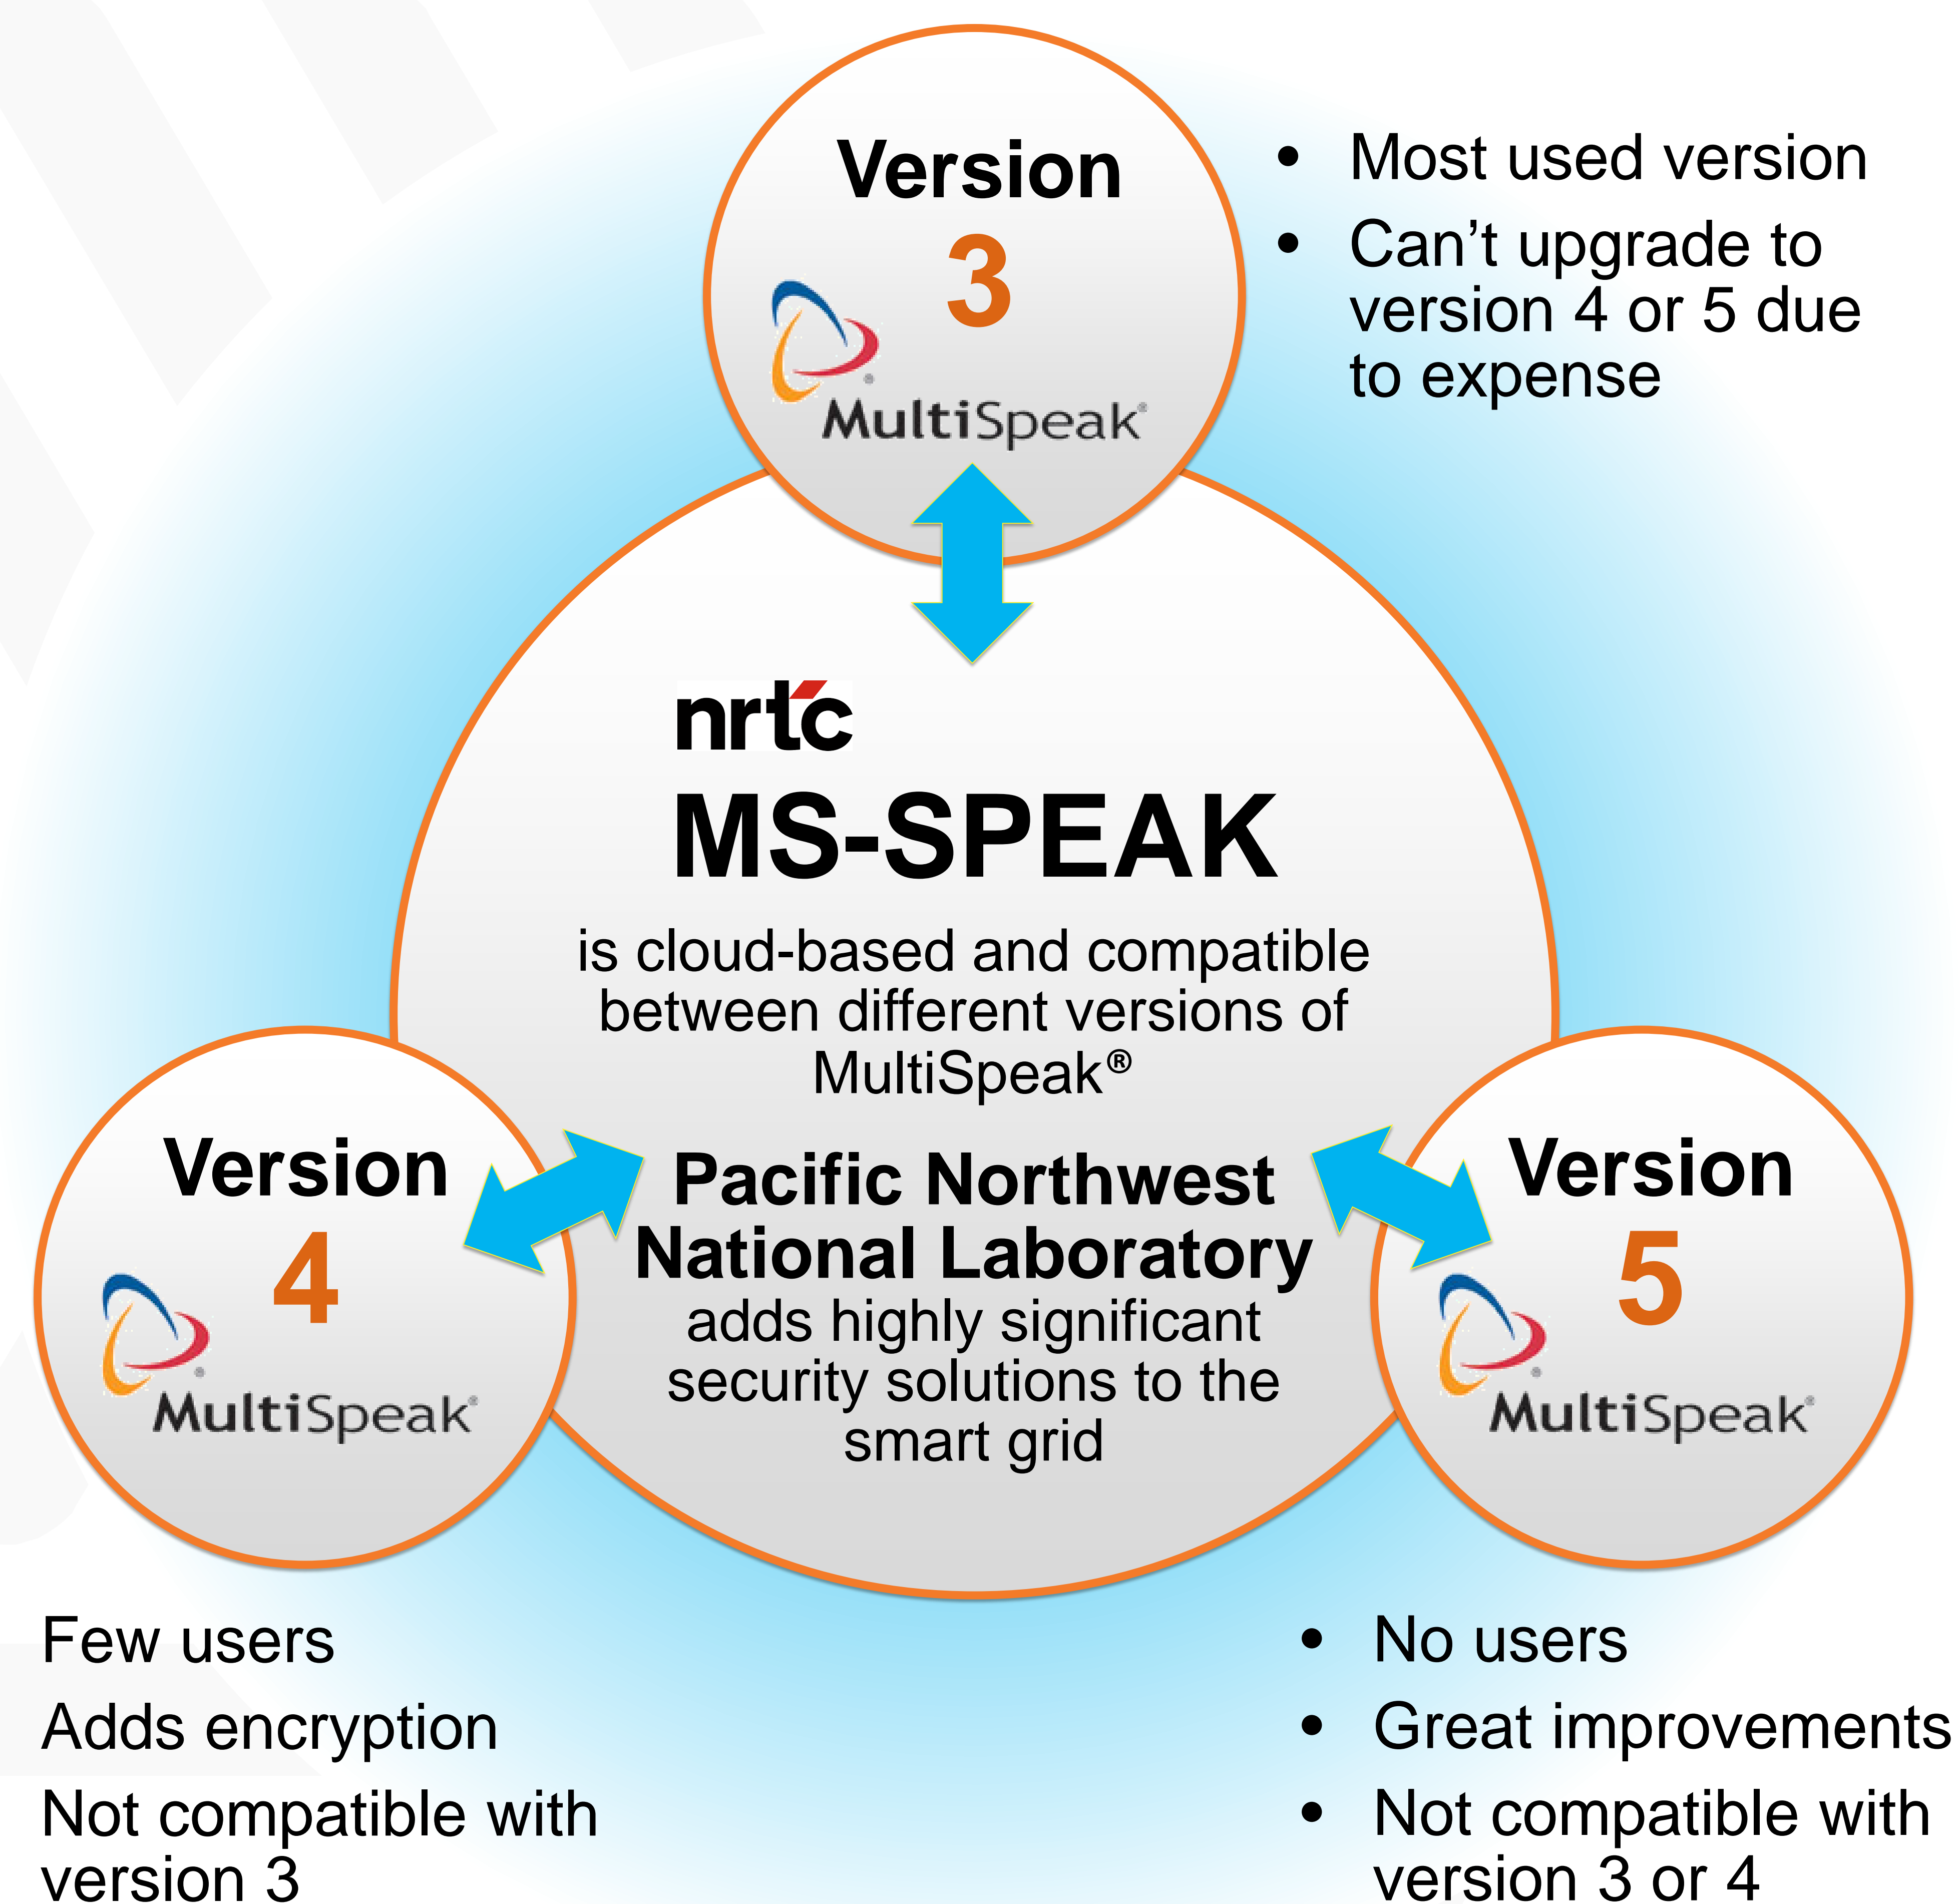 Version
3
MultiSpeak®
• Most used version
• Can’t upgrade to
version 4 or 5 due
to expense
nrtc
MS-SPEAK
is cloud-based and compatible
between different versions of
MultiSpeak®
Pacific Northwest
National Laboratory
adds highly significant
security solutions to the
smart grid
Version
4
MultiSpeak®
Few users
Adds encryption
Not compatible with
version 3
Version
5
MultiSpeak®
• No users
• Great improvements
• Not compatible with
version 3 or 4